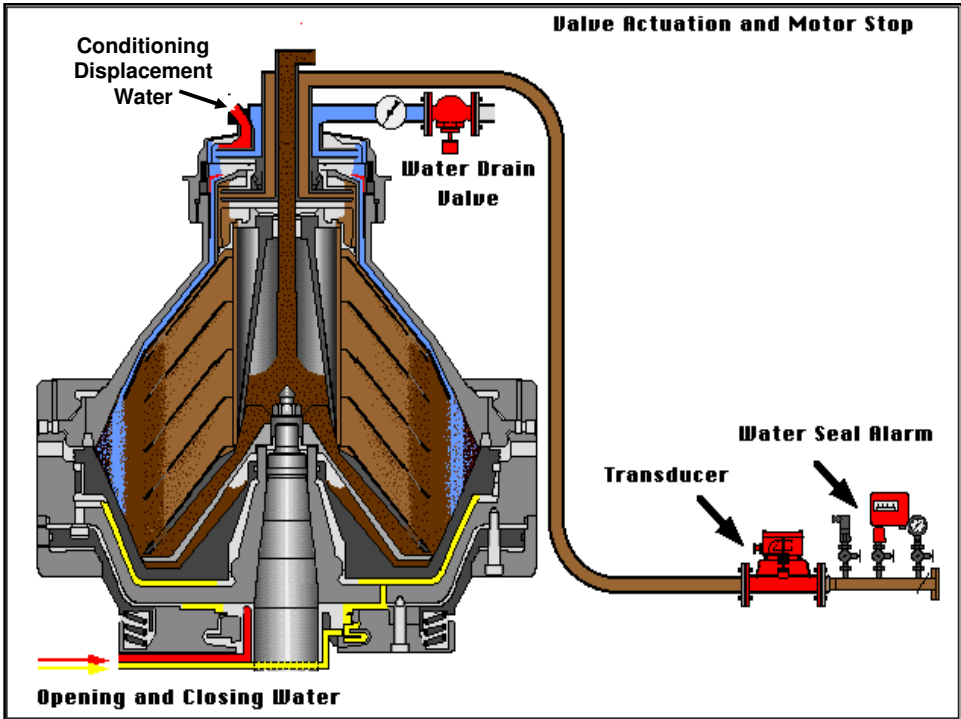 Valve Actuation and Motor Stop
Conditioning
Displacement
Water
Water Drain
Valve
Water Seal Alarm
Transducer
Opening and Closing Water